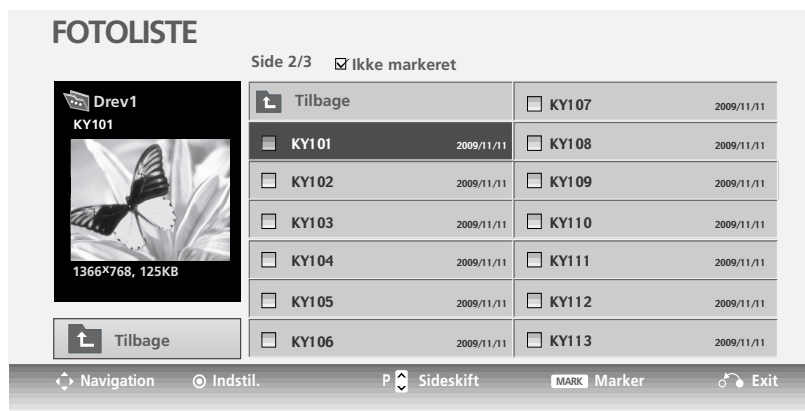 FOTOLISTE
Side 2/3 Ikke markeret
Drev1
KY101
1366x768, 125KB
Tilbage
Tilbage
KY101 2009/11/11
KY102 2009/11/11
KY103 2009/11/11
KY104 2009/11/11
KY105 2009/11/11
KY106 2009/11/11
KY107 2009/11/11
KY108 2009/11/11
KY109 2009/11/11
KY110 2009/11/11
KY111 2009/11/11
KY112 2009/11/11
KY113 2009/11/11
Navigation Indstil. P Sideskift MARK Marker Exit